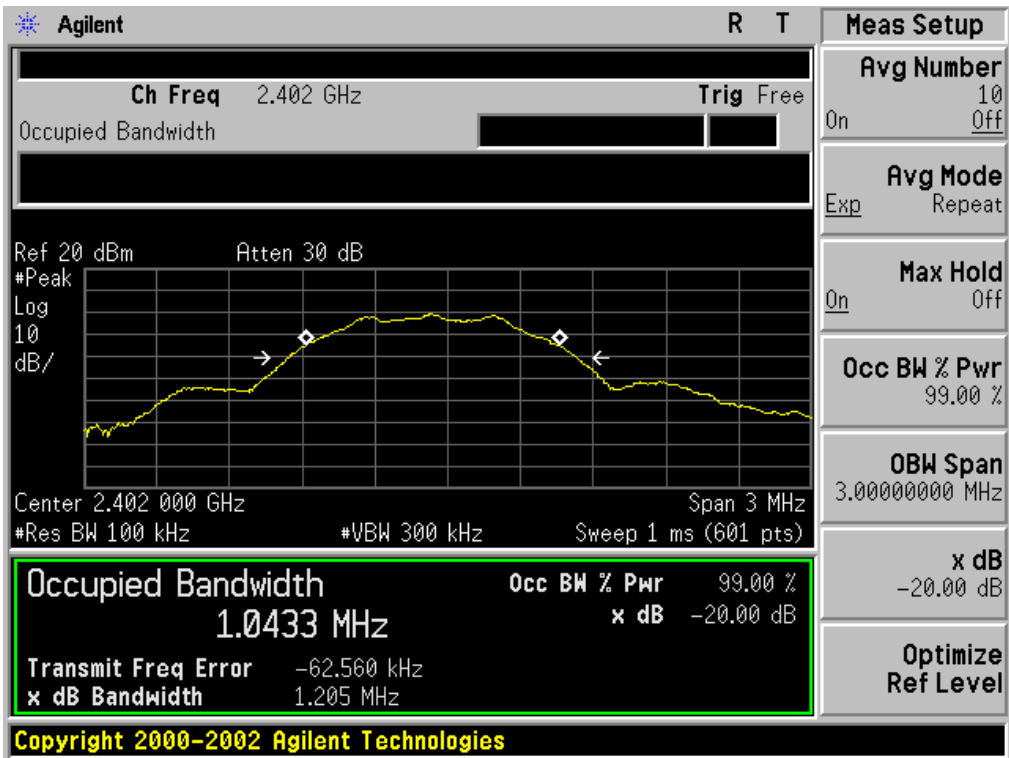 Agilent R T
Ch Freq 2.402 GHz Trig Free
Occupied Bandwidth
Ref 20 dBm Atten 30 dB
#Peak
Log
10
dB/
Center 2.402 000 GHz Span 3 MHz
#Res BW 100 kHz #VBW 300 kHz Sweep 1 ms (601 pts)
Occupied Bandwidth
1.0433 MHz
Occ BW % Pwr 99.00 %
x dB -20.00 dB
Transmit Freq Error -62.560 kHz
x dB Bandwidth 1.205 MHz
Copyright 2000-2002 Agilent Technologies
Meas Setup
Avg Number
10
On Off
Avg Mode
Exp Repeat
Max Hold
On Off
Occ BW % Pwr
99.00 %
OBW Span
3.00000000 MHz
x dB
-20.00 dB
Optimize
Ref Level